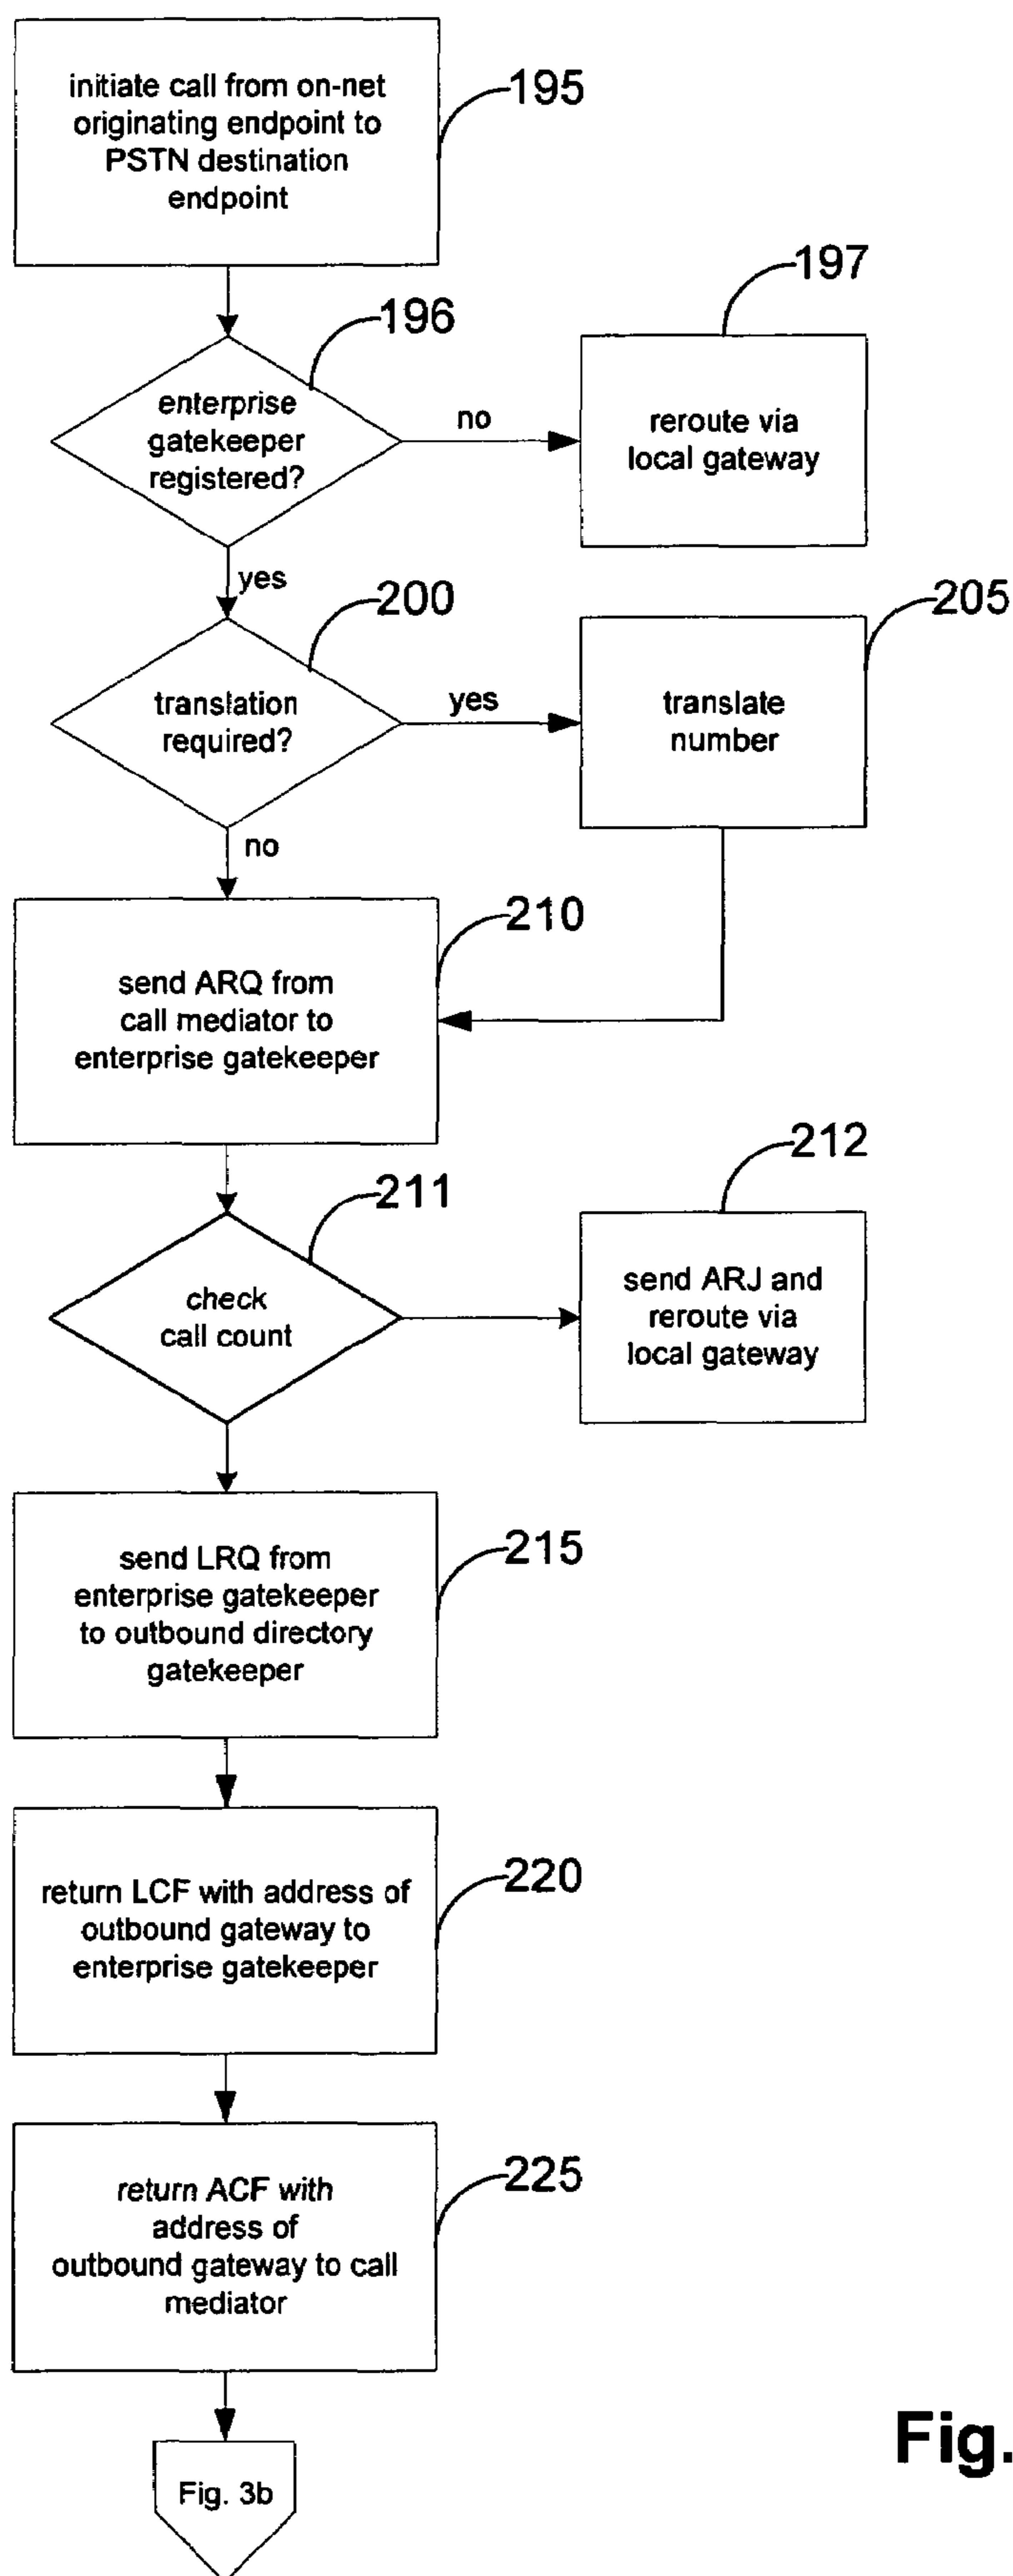 initiate call from on-net
originating endpoint to
PSTN destination
endpoint
195
196
197
enterprise
gatekeeper
registered?
no
reroute via
local gateway
yes
200
205
translation
required?
yes
translate
number
no
210
send ARQ from
call mediator to
enterprise gatekeeper
212
211
check
call count
send ARJ and
reroute via
local gateway
215
send LRQ from
enterprise gatekeeper
to outbound directory
gatekeeper
220
return LCF with address of
outbound gateway to
enterprise gatekeeper
225
return ACF with
address of
outbound gateway to call
mediator
Fig.
Fig. 3b